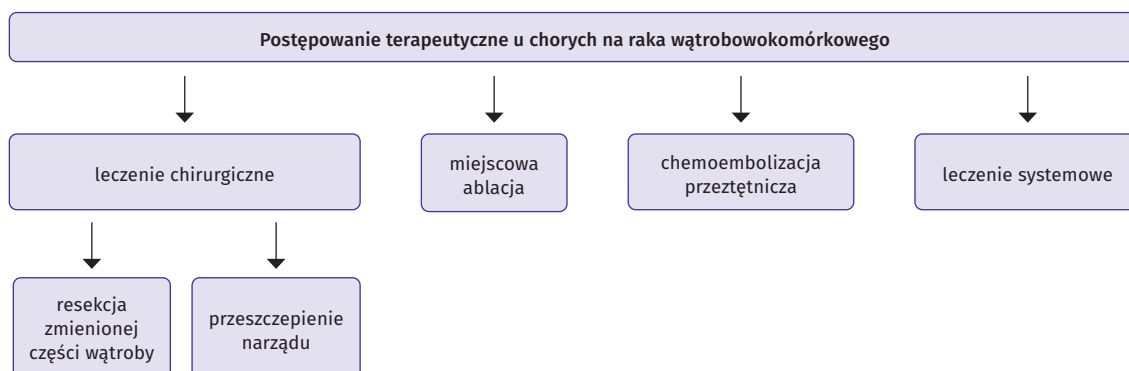 Postępowanie terapeutyczne u chorych na raka wątrobowokomórkowego
leczenie chirurgiczne
miejscowa
ablacja
chemoembolizacja
przeztętnicza
leczenie systemowe
resekcja
zmienionej
części wątroby
przeszczepienie
narządu